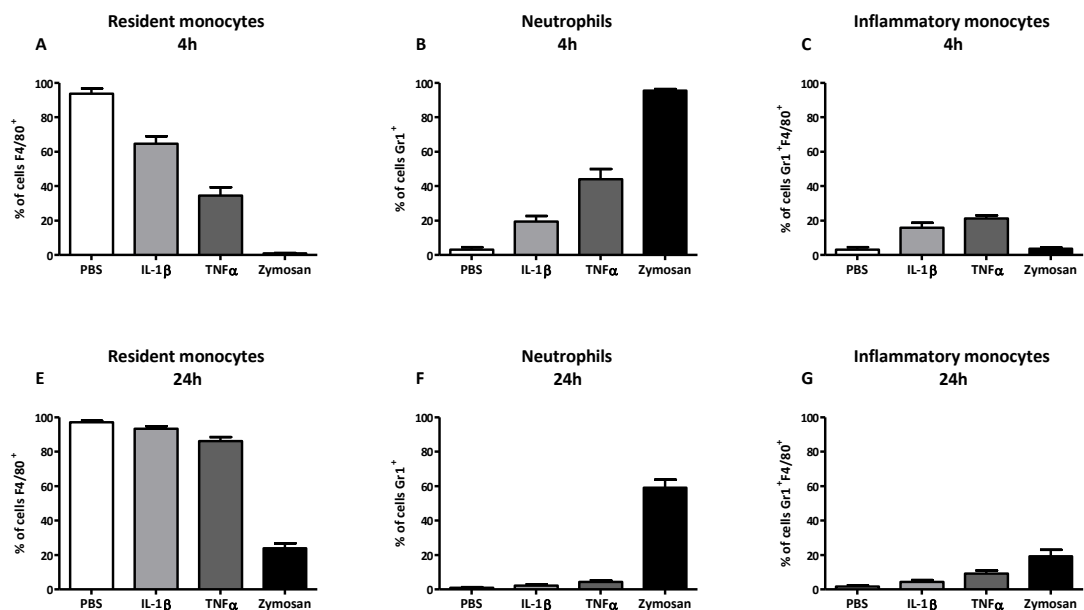 Resident monocytes
A 4h
% of cells F4/80+
100
80
60
40
20
0
PBS IL-1β TNFα Zymosan
Neutrophils
B 4h
% of cells Gr1+
100
80
60
40
20
0
PBS IL-1β TNFα Zymosan
Inflammatory monocytes
C 4h
% of cells Gr1+F4/80+
100
80
60
40
20
0
PBS IL-1β TNFα Zymosan
Resident monocytes
E 24h
% of cells F4/80+
100
80
60
40
20
0
PBS IL-1β TNFα Zymosan
Neutrophils
F 24h
% of cells Gr1+
100
80
60
40
20
0
PBS IL-1β TNFα Zymosan
Inflammatory monocytes
G 24h
% of cells Gr1+F4/80+
100
80
60
40
20
0
PBS IL-1β TNFα Zymosan